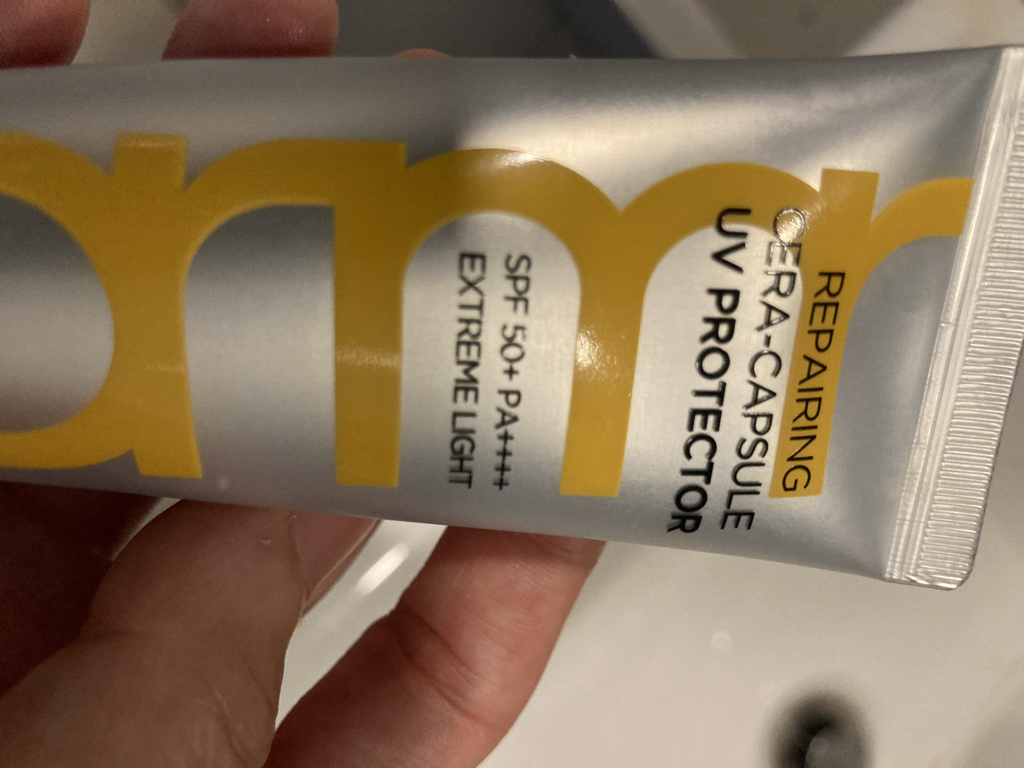 REPAIRING
CERA-CAPSULE
UV PROTECTOR
SPF 50+ PA++++
EXTREME LIGHT